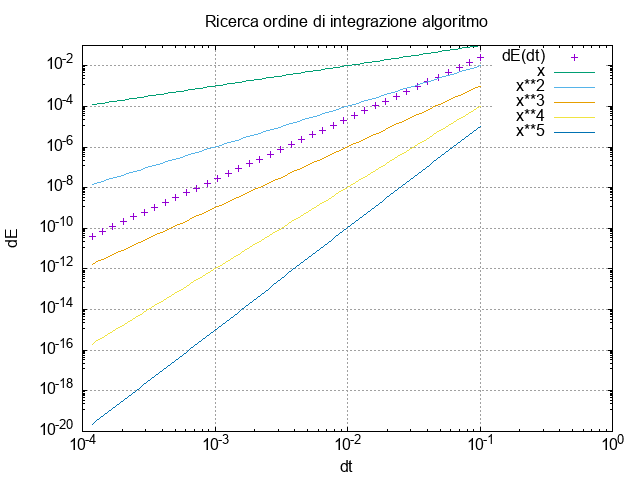 Ricerca ordine di integrazione algoritmo
dE(dt)
x
x**2
x**3
x**4
x**5
10^-2
10^-4
10^-6
10^-8
10^-10
10^-12
10^-14
10^-16
10^-18
10^-20
dE
10^-4
10^-3
10^-2
10^-1
10^0
dt